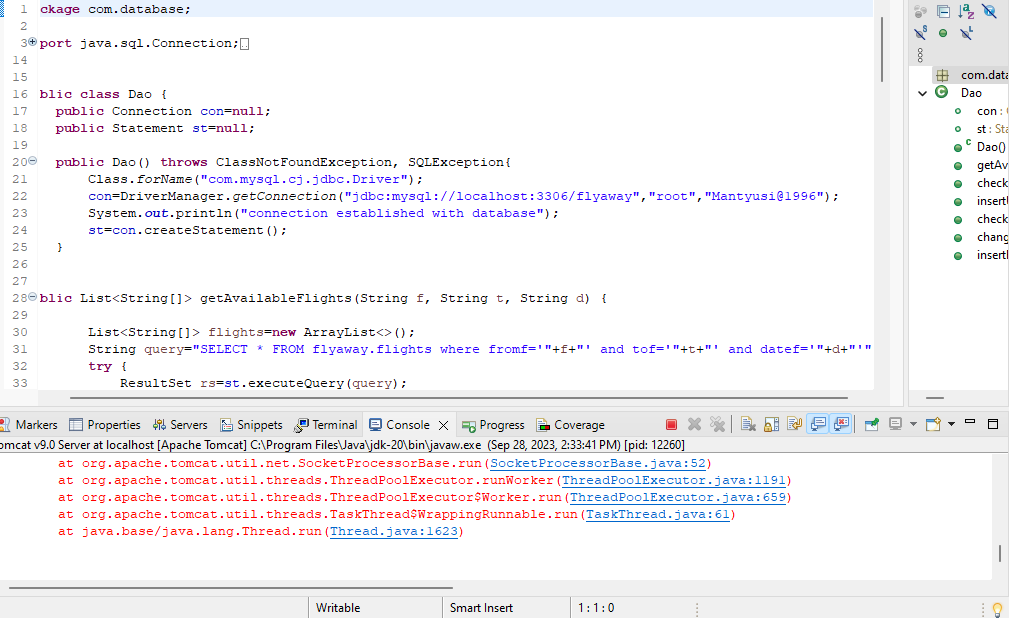 1 ckage com.database;
2
3 port java.sql.Connection;
14
15
16 blic class Dao {
17 public Connection con=null;
18 public Statement st=null;
19
20 public Dao() throws ClassNotFoundException, SQLException{
21 Class.forName("com.mysql.cj.jdbc.Driver");
22 con=DriverManager.getConnection("jdbc:mysql://localhost:3306/flyaway","root","Mantyusi@1996");
23 System.out.println("connection established with database");
24 st=con.createStatement();
25 }
26
27
28 blic List<String[]> getAvailableFlights(String f, String t, String d) {
29
30 List<String[]> flights=new ArrayList<>();
31 String query="SELECT * FROM flyaway.flights where fromf='"+f+"' and tof='"+t+"' and datef='"+d+"'"
32 try {
33 ResultSet rs=st.executeQuery(query);
com.data
Dao
con :
st : Sta
Dao()
getAv
check
insertU
check
chang
insertI
Markers Properties Servers Snippets Terminal Console Progress Coverage
omcat v9.0 Server at localhost [Apache Tomcat] C:\Program Files\Java\jdk-20\bin\javaw.exe (Sep 28, 2023, 2:33:41 PM) [pid: 12260]
at org.apache.tomcat.util.net.SocketProcessorBase.run(SocketProcessorBase.java:52)
at org.apache.tomcat.util.threads.ThreadPoolExecutor.runWorker(ThreadPoolExecutor.java:1191)
at org.apache.tomcat.util.threads.ThreadPoolExecutor$Worker.run(ThreadPoolExecutor.java:659)
at org.apache.tomcat.util.threads.TaskThread$WrappingRunnable.run(TaskThread.java:61)
at java.base/java.lang.Thread.run(Thread.java:1623)
Writable Smart Insert 1 : 1 : 0